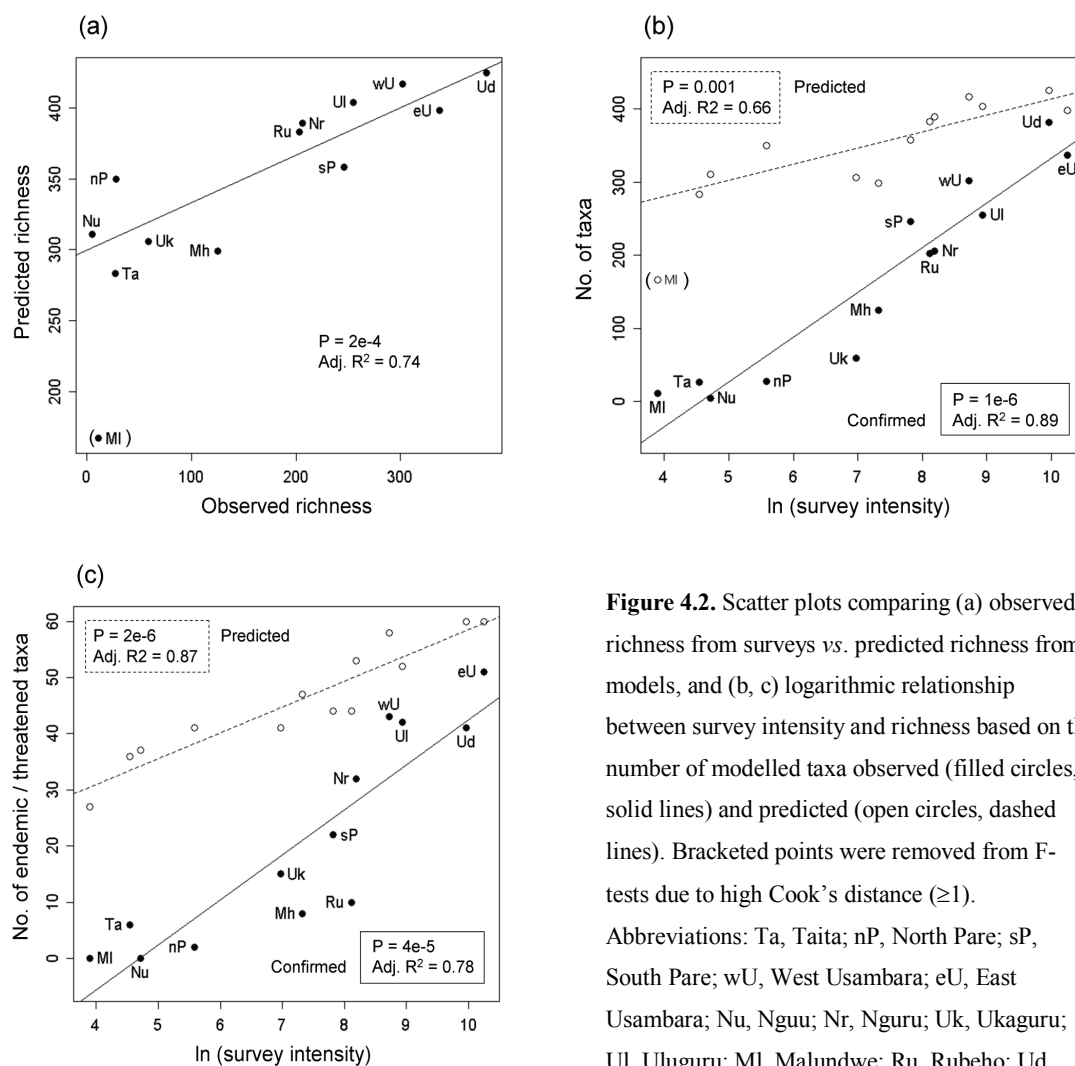 (a)
Predicted richness
400
350
300
250
200
wU
Ud
Ul
eU
Nr
Ru
sP
nP
Nu
Uk
Mh
Ta
P = 2e-4
Adj. R² = 0.74
( Ml )
0 100 200 300
Observed richness
(b)
No. of taxa
400
300
200
100
0
P = 0.001
Adj. R2 = 0.66
Predicted
Ud
eU
wU
Ul
sP
Nr
Ru
( Ml )
Mh
Uk
Ta
nP
Ml
Nu
Confirmed
P = 1e-6
Adj. R² = 0.89
4 5 6 7 8 9 10
ln (survey intensity)
(c)
No. of endemic / threatened taxa
60
50
40
30
20
10
0
P = 2e-6
Adj. R2 = 0.87
Predicted
eU
wU
Ul
Ud
Nr
sP
Uk
Mh
Ru
Ta
nP
Ml
Nu
Confirmed
P = 4e-5
Adj. R² = 0.78
4 5 6 7 8 9 10
ln (survey intensity)
Figure 4.2. Scatter plots comparing (a) observed
richness from surveys vs. predicted richness from
models, and (b, c) logarithmic relationship
between survey intensity and richness based on
number of modelled taxa observed (filled circles,
solid lines) and predicted (open circles, dashed
lines). Bracketed points were removed from F-
tests due to high Cook's distance (≥1).
Abbreviations: Ta, Taita; nP, North Pare; sP,
South Pare; wU, West Usambara; eU, East
Usambara; Nu, Nguu; Nr, Nguru; Uk, Ukaguru;
Ul, Uluguru; Ml, Malundwe; Ru, Rubeho; Ud,